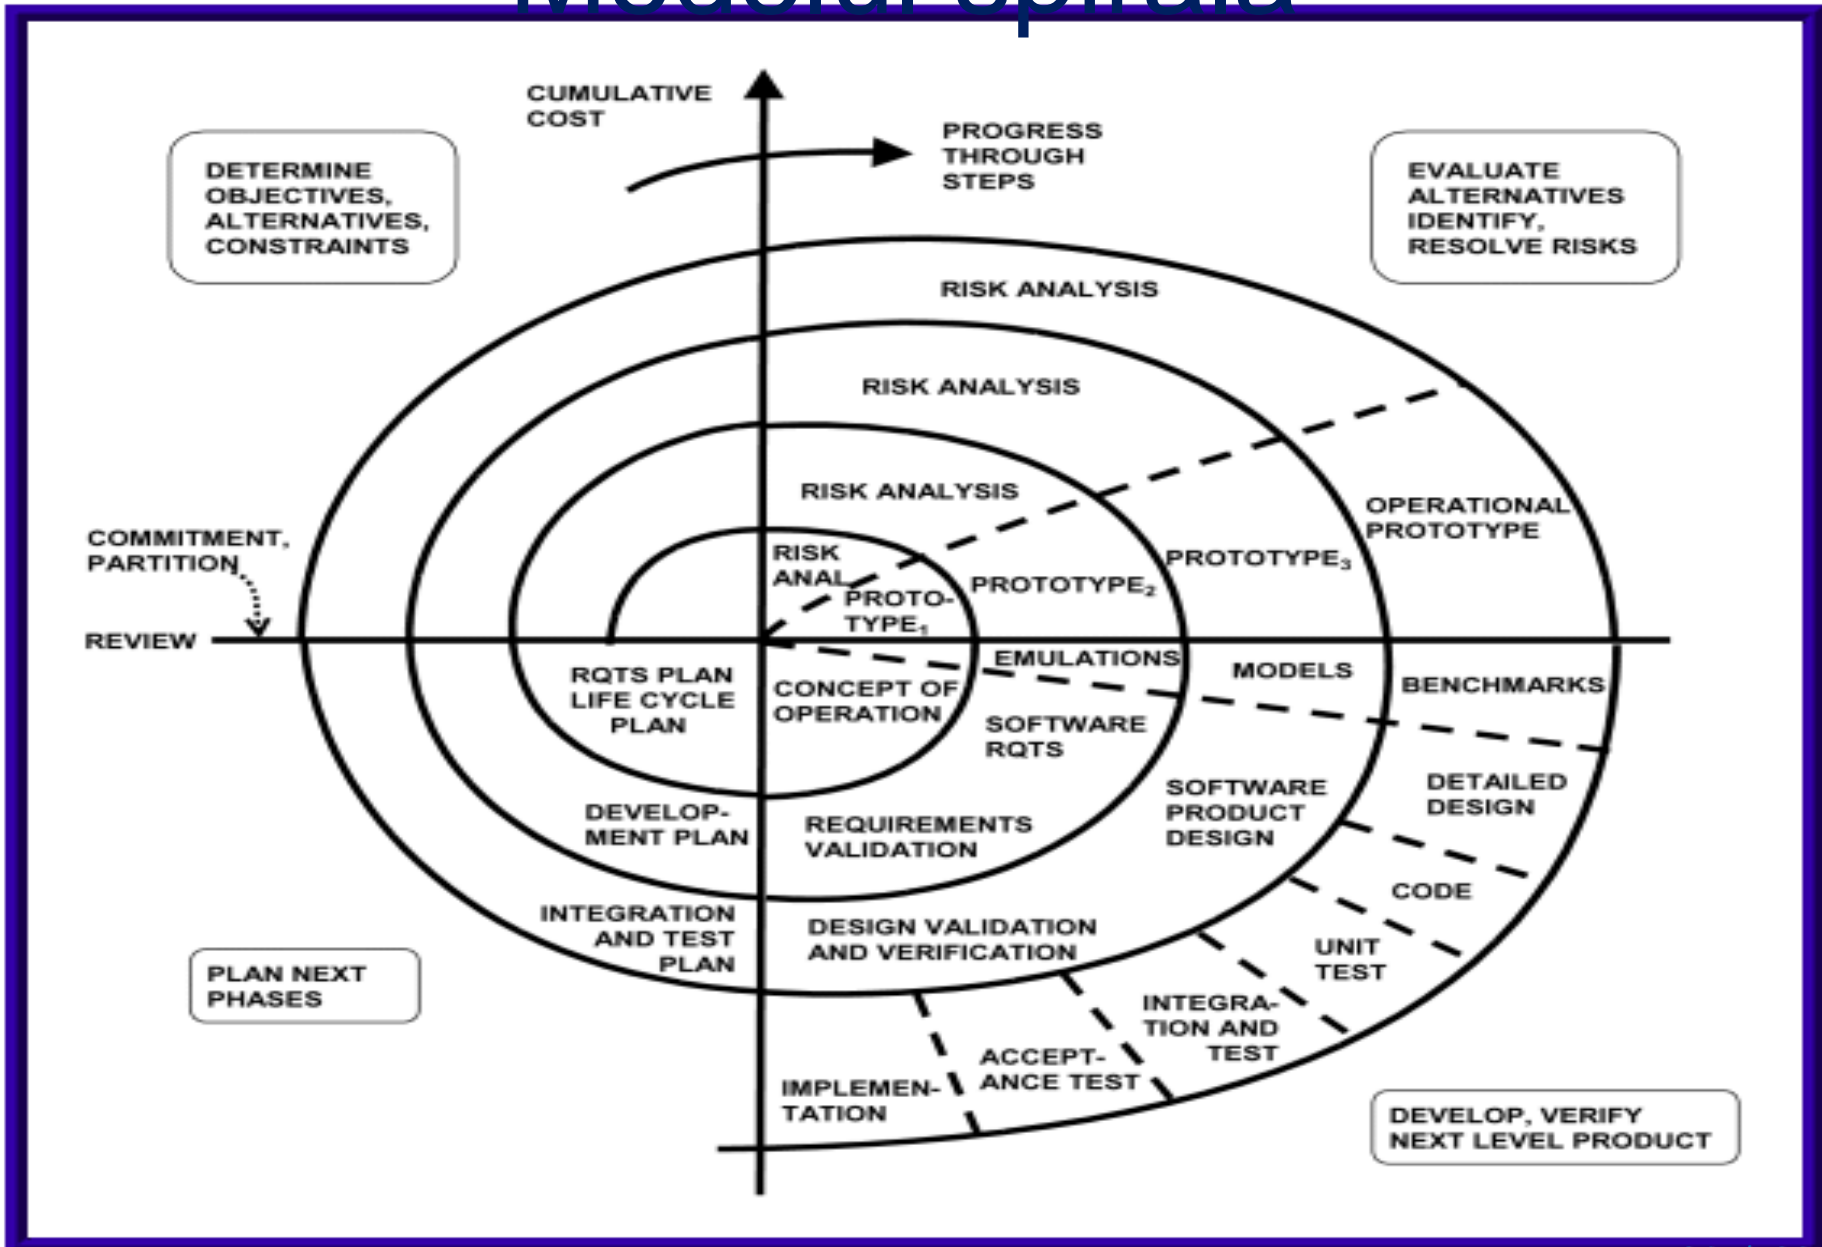 CUMULATIVE
COST
PROGRESS
THROUGH
STEPS
DETERMINE
OBJECTIVES,
ALTERNATIVES,
CONSTRAINTS
EVALUATE
ALTERNATIVES
IDENTIFY,
RESOLVE RISKS
RISK ANALYSIS
RISK ANALYSIS
RISK ANALYSIS
RISK
ANAL.
PROTO-
TYPE₁
PROTOTYPE₂
PROTOTYPE₃
OPERATIONAL
PROTOTYPE
COMMITMENT,
PARTITION
REVIEW
EMULATIONS
MODELS
BENCHMARKS
RQTS PLAN
LIFE CYCLE
PLAN
CONCEPT OF
OPERATION
SOFTWARE
RQTS
SOFTWARE
PRODUCT
DESIGN
DETAILED
DESIGN
DEVELOP-
MENT PLAN
REQUIREMENTS
VALIDATION
CODE
INTEGRATION
AND TEST
PLAN
DESIGN VALIDATION
AND VERIFICATION
UNIT
TEST
PLAN NEXT
PHASES
INTEGRA-
TION AND
TEST
ACCEPT-
ANCE TEST
IMPLEMEN-
TATION
DEVELOP, VERIFY
NEXT LEVEL PRODUCT